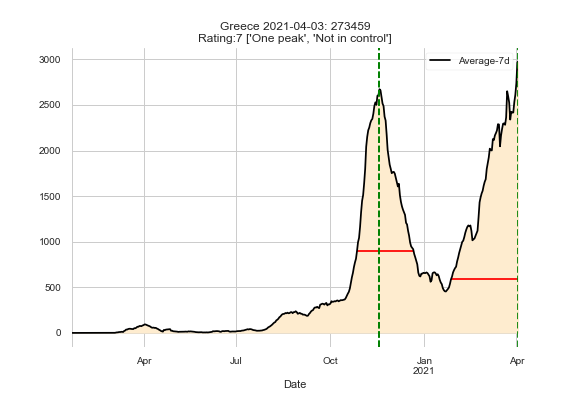 Greece 2021-04-03: 273459
Rating:7 ['One peak', 'Not in control']
Average-7d
3000
2500
2000
1500
1000
500
0
Apr
Jul
Oct
Jan
2021
Apr
Date